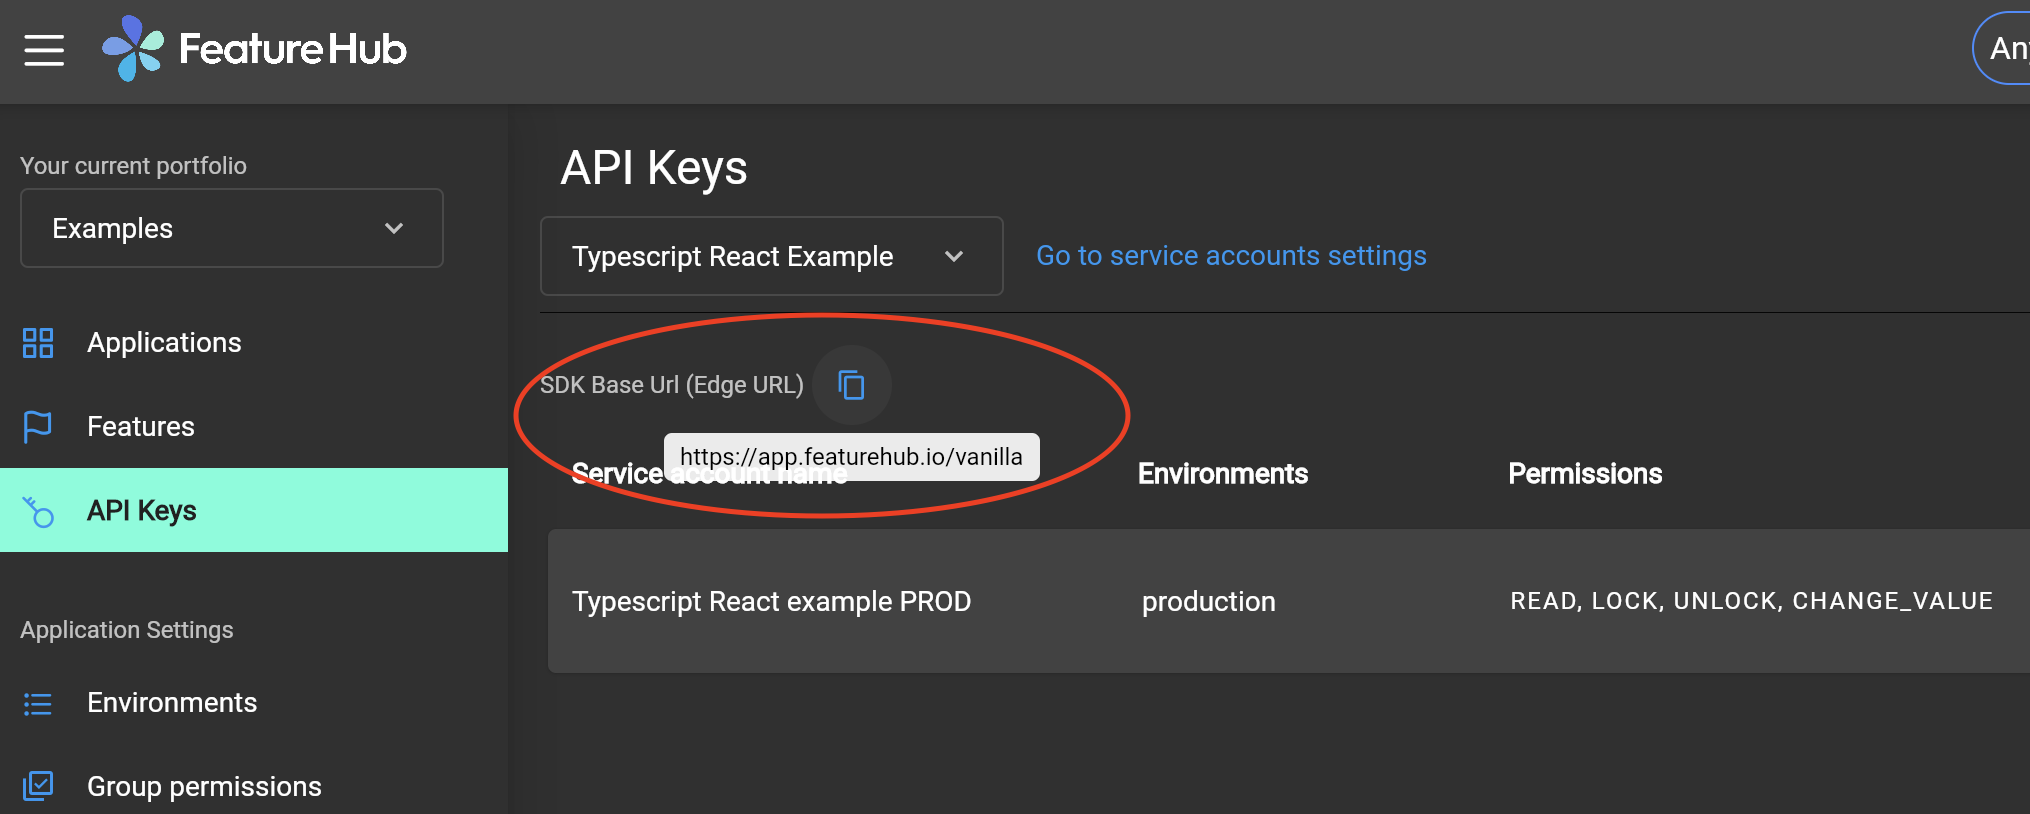 FeatureHub
Your current portfolio
Examples
Applications
Features
API Keys
Application Settings
Environments
Group permissions
API Keys
Typescript React Example
Go to service accounts settings
SDK Base Url (Edge URL)
https://app.featurehub.io/vanilla
Service account name
Environments
Permissions
Typescript React example PROD
production
READ, LOCK, UNLOCK, CHANGE_VALUE